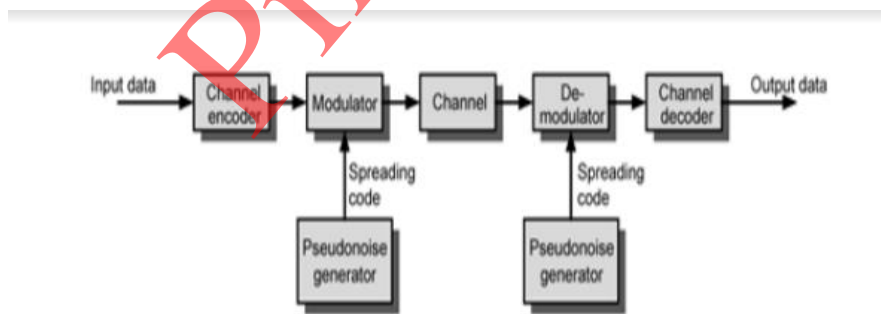 Input data
Channel
encoder
Modulator
Channel
De-
modulator
Channel
decoder
Output data
Spreading
code
Spreading
code
Pseudonoise
generator
Pseudonoise
generator